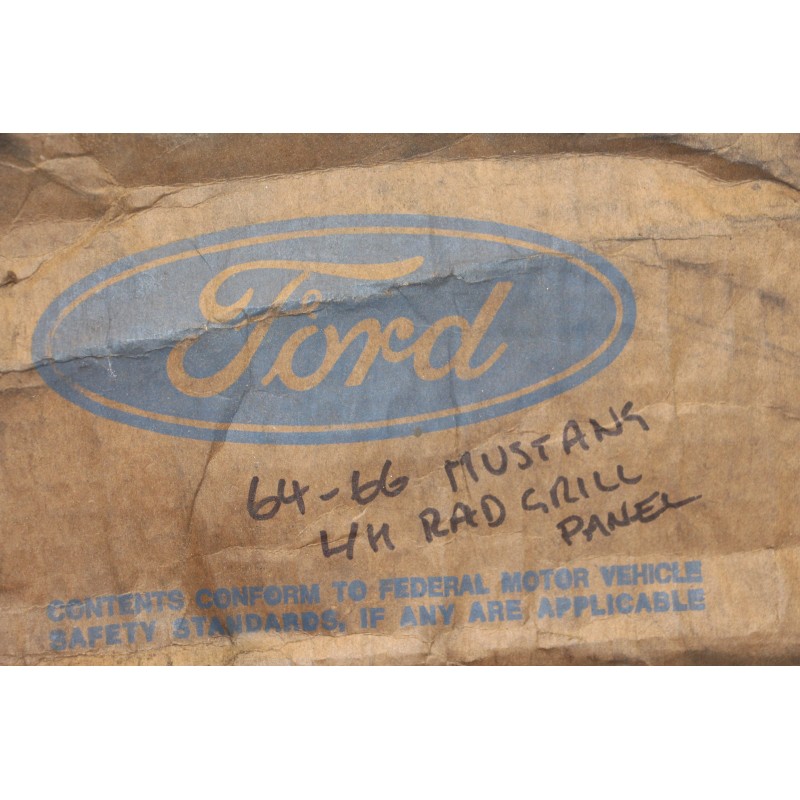 Ford
64-66 MUSTANG
L/H RAD GRILL
PANEL
CONTENTS CONFORM TO FEDERAL MOTOR VEHICLE
SAFETY STANDARDS, IF ANY ARE APPLICABLE